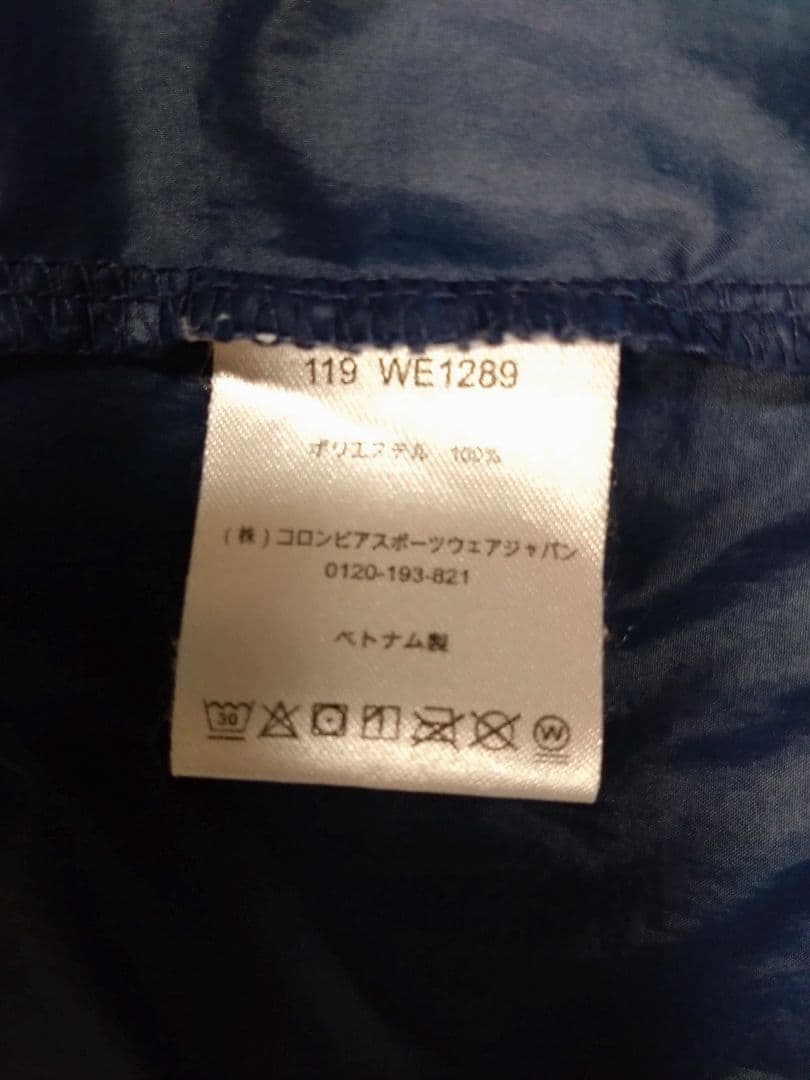 119 WE1289
ポリエステル 100%
(株)コロンビアスポーツウェアジャパン
0120-193-821
ベトナム製
30
W